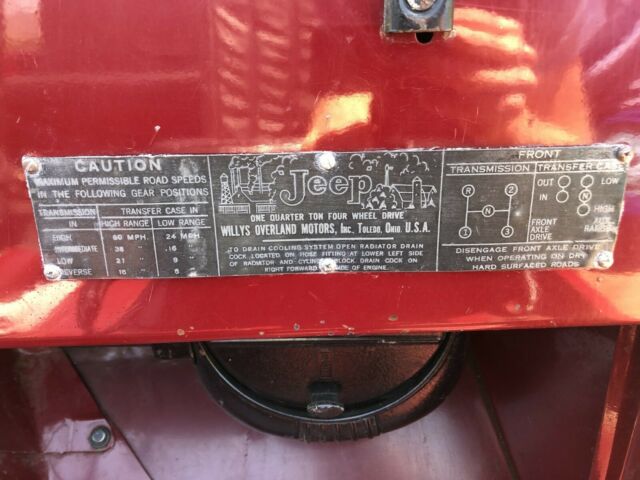 CAUTION
MAXIMUM PERMISSIBLE ROAD SPEEDS
IN THE FOLLOWING GEAR POSITIONS
TRANSMISSION TRANSFER CASE IN
IN HIGH RANGE LOW RANGE
HIGH 60 MPH. 24 MPH.
INTERMEDIATE 38 " 16 "
LOW 21 " 9 "
REVERSE 16 " 6 "
Jeep
ONE QUARTER TON FOUR WHEEL DRIVE
WILLYS OVERLAND MOTORS, Inc. Toledo, Ohio. U.S.A.
TO DRAIN COOLING SYSTEM OPEN RADIATOR DRAIN
COCK LOCATED ON HOSE FITTING AT LOWER LEFT SIDE
OF RADIATOR AND CYLINDER BLOCK DRAIN COCK ON
RIGHT FORWARD SIDE OF ENGINE.
FRONT
TRANSMISSION TRANSFER CASE
R 2
N
1 3
OUT LOW
IN N
HIGH
FRONT AXLE DRIVE
AUX. RANGE
DISENGAGE FRONT AXLE DRIVE
WHEN OPERATING ON DRY
HARD SURFACED ROADS